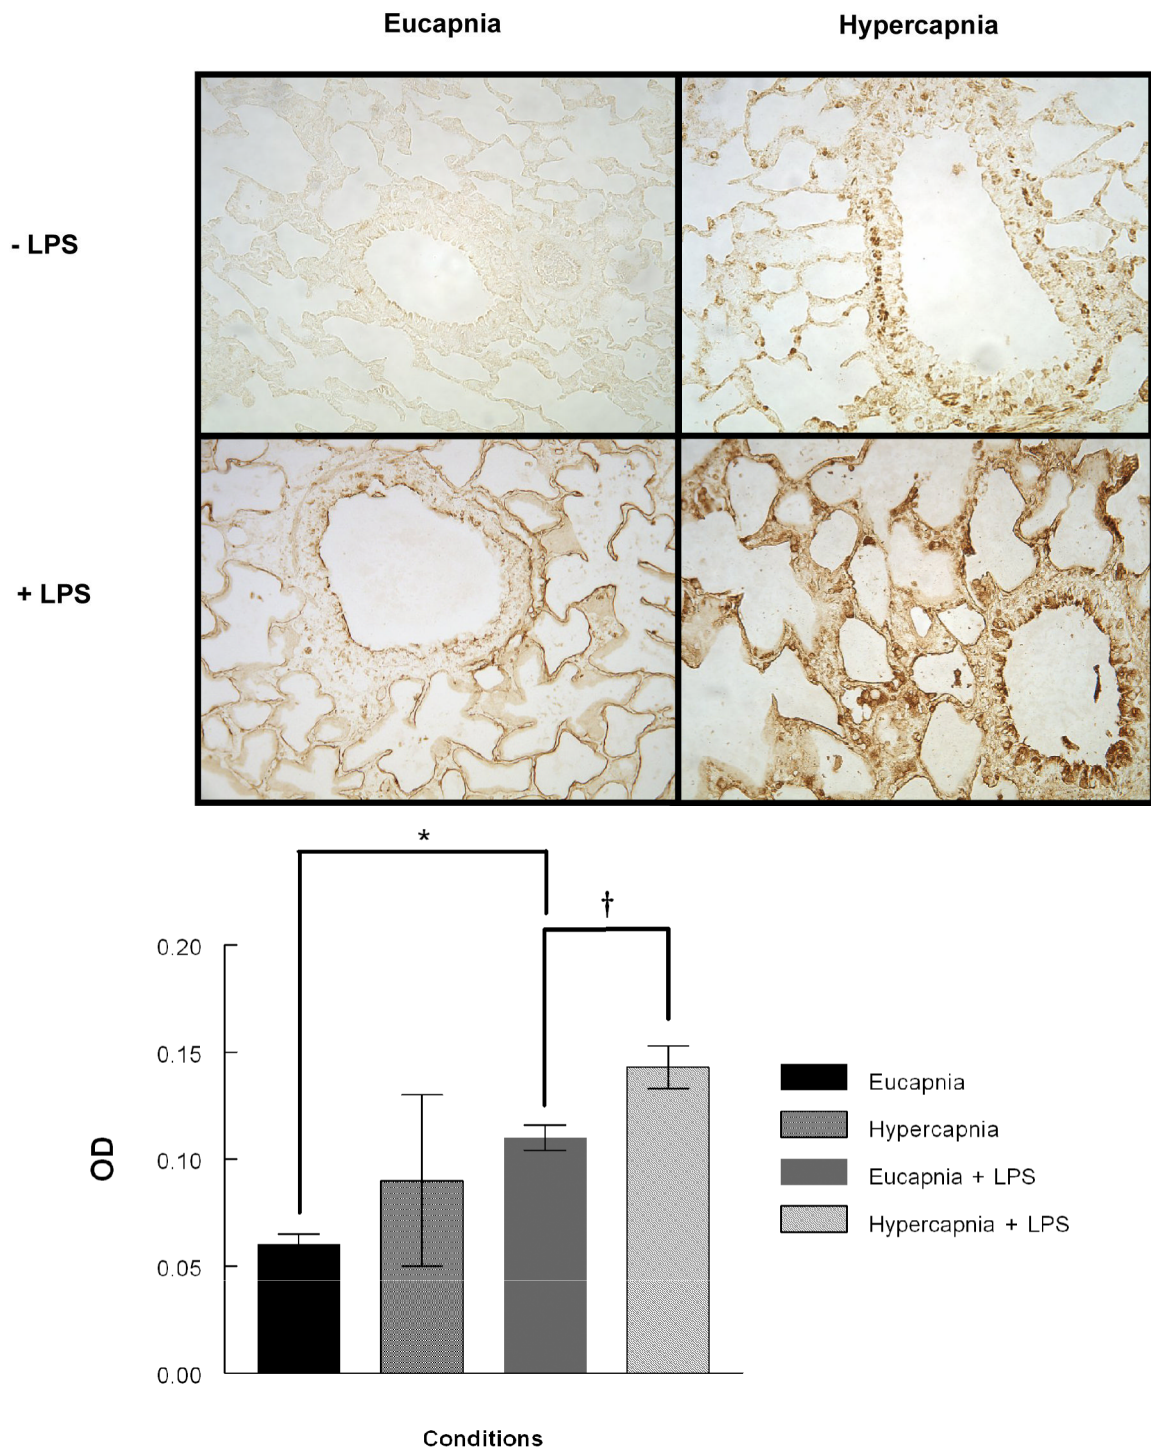 Eucapnia Hypercapnia
- LPS
+ LPS
*
†
0.20
0.15
0.10
0.05
0.00
OD
Eucapnia
Hypercapnia
Eucapnia + LPS
Hypercapnia + LPS
Conditions